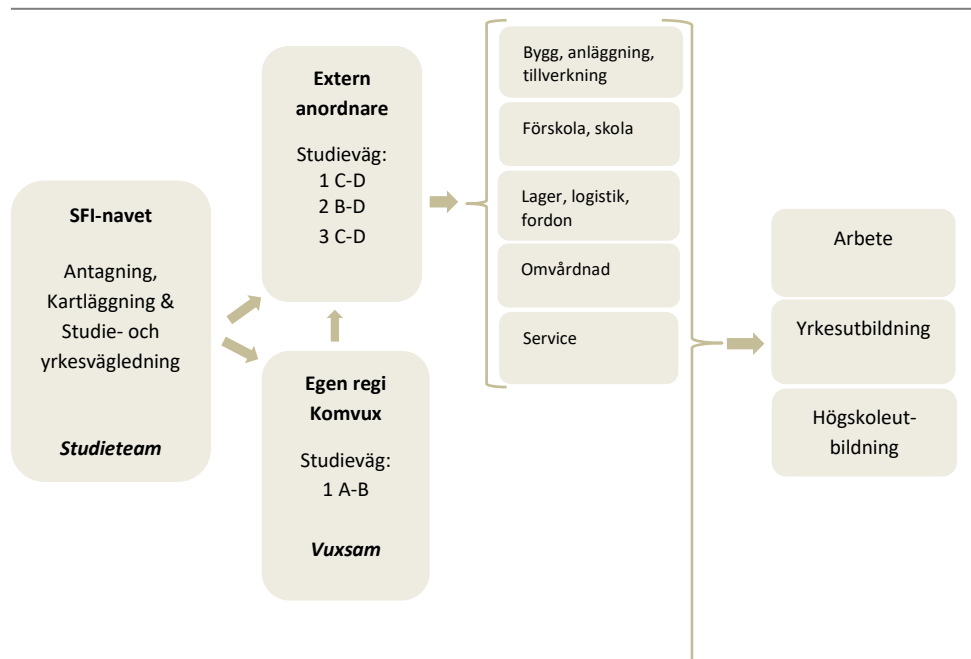 SFI-navet
Antagning,
Kartläggning &
Studie- och
yrkesvägledning
Studieteam
Extern
anordnare
Studieväg:
1 C-D
2 B-D
3 C-D
Egen regi
Komvux
Studieväg:
1 A-B
Vuxsam
Bygg, anläggning,
tillverkning
Förskola, skola
Lager, logistik,
fordon
Omvårdnad
Service
Arbete
Yrkesutbildning
Högskoleut-
bildning